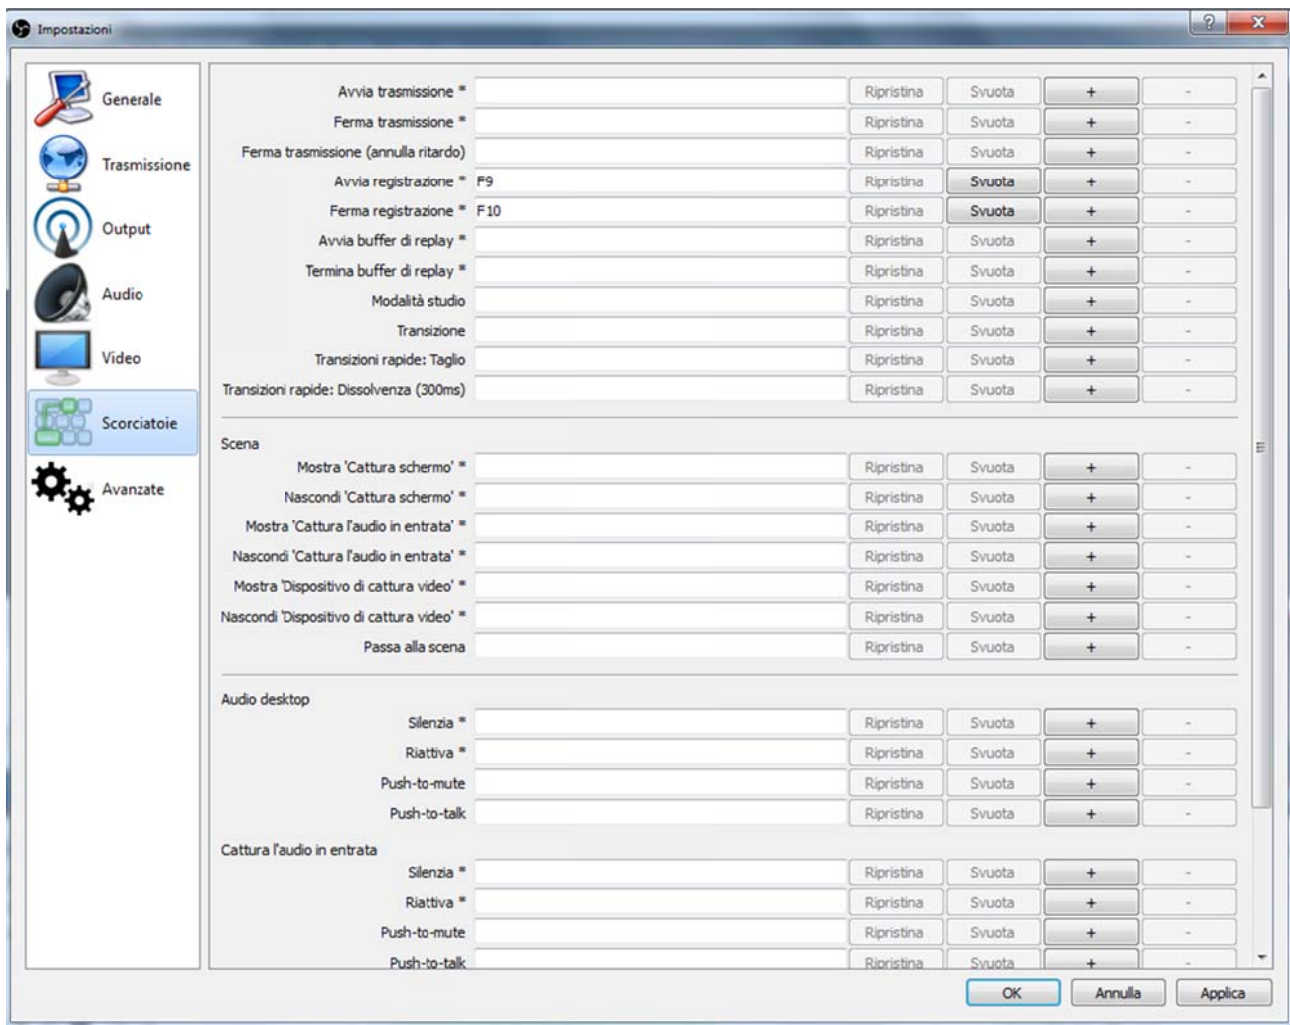 Impostazioni
?
X
Generale
Trasmissione
Output
Audio
Video
Scorciatoie
Avanzate
Avvia trasmissione * Ripristina Svuota + -
Ferma trasmissione * Ripristina Svuota + -
Ferma trasmissione (annulla ritardo) Ripristina Svuota + -
Avvia registrazione * F9 Ripristina Svuota + -
Ferma registrazione * F10 Ripristina Svuota + -
Avvia buffer di replay * Ripristina Svuota + -
Termina buffer di replay * Ripristina Svuota + -
Modalità studio Ripristina Svuota + -
Transizione Ripristina Svuota + -
Transizioni rapide: Taglio Ripristina Svuota + -
Transizioni rapide: Dissolvenza (300ms) Ripristina Svuota + -
Scena
Mostra 'Cattura schermo' * Ripristina Svuota + -
Nascondi 'Cattura schermo' * Ripristina Svuota + -
Mostra 'Cattura l'audio in entrata' * Ripristina Svuota + -
Nascondi 'Cattura l'audio in entrata' * Ripristina Svuota + -
Mostra 'Dispositivo di cattura video' * Ripristina Svuota + -
Nascondi 'Dispositivo di cattura video' * Ripristina Svuota + -
Passa alla scena Ripristina Svuota + -
Audio desktop
Silenzia * Ripristina Svuota + -
Riattiva * Ripristina Svuota + -
Push-to-mute Ripristina Svuota + -
Push-to-talk Ripristina Svuota + -
Cattura l'audio in entrata
Silenzia * Ripristina Svuota + -
Riattiva * Ripristina Svuota + -
Push-to-mute Ripristina Svuota + -
Push-to-talk Ripristina Svuota + -
OK Annulla Applica